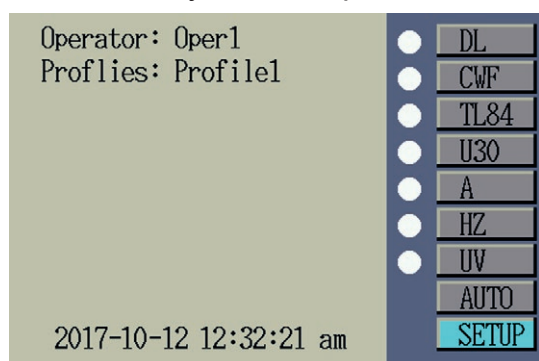 Operator: Oper1
Proflies: Profile1
DL
CWF
TL84
U30
A
HZ
UV
AUTO
SETUP
2017-10-12 12:32:21 am